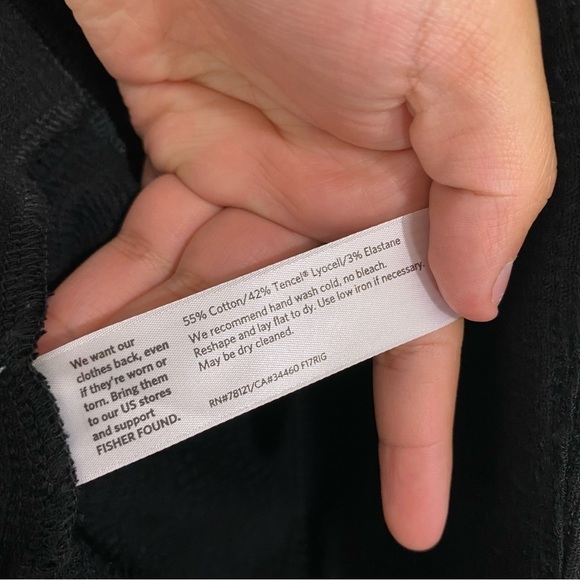 We want our
clothes back, even
if they're worn or
torn. Bring them
to our US stores
and support
FISHER FOUND.
55% Cotton/42% Tencel® Lyocell/3% Elastane
We recommend hand wash cold, no bleach.
Reshape and lay flat to dy. Use low iron if necessary.
May be dry cleaned.
RN#78121/CA#34460 F17RIG